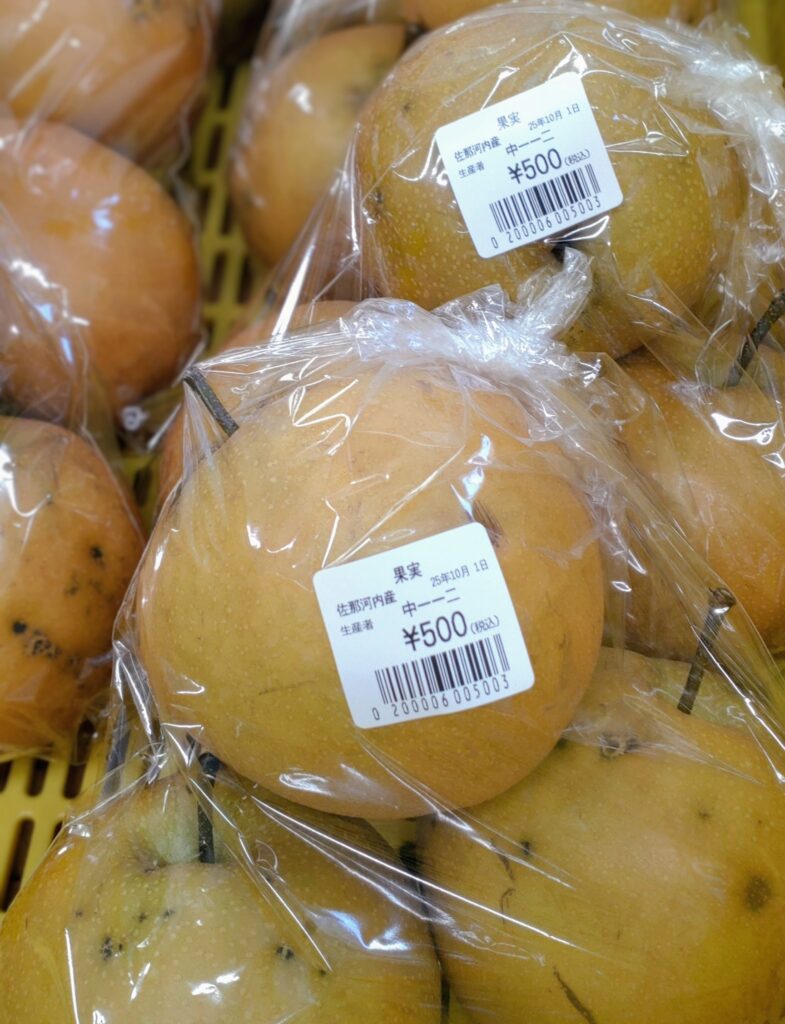 果実
25年10月 1日
佐那河内産
中一一二
生産者
¥500(税込)
0 200006 005003
果実
25年10月 1日
佐那河内産
中一一二
生産者
¥500(税込)
0 200006 005003